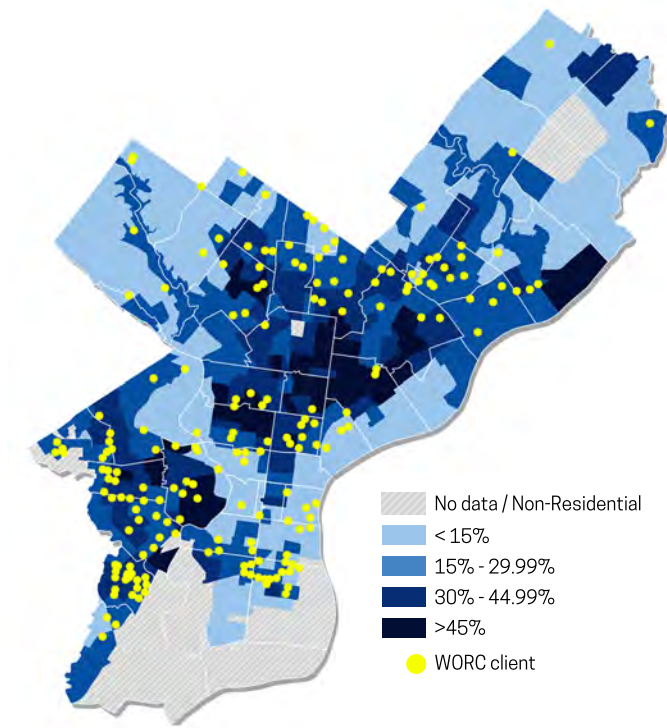 No data / Non-Residential
< 15%
15% - 29.99%
30% - 44.99%
>45%
WORC client